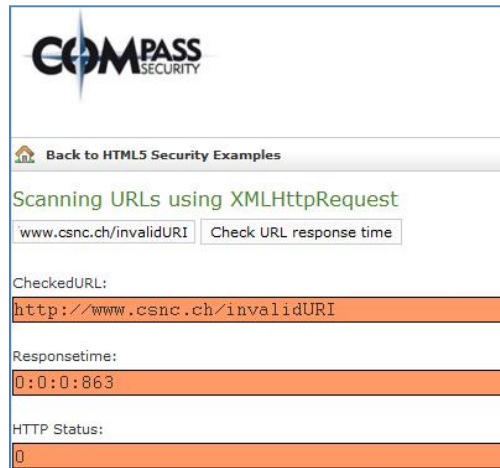 COMPASS
SECURITY
Back to HTML5 Security Examples
Scanning URLs using XMLHttpRequest
www.csnc.ch/invalidURI Check URL response time
CheckedURL:
http://www.csnc.ch/invalidURI
Responsetime:
0:0:0:863
HTTP Status:
0